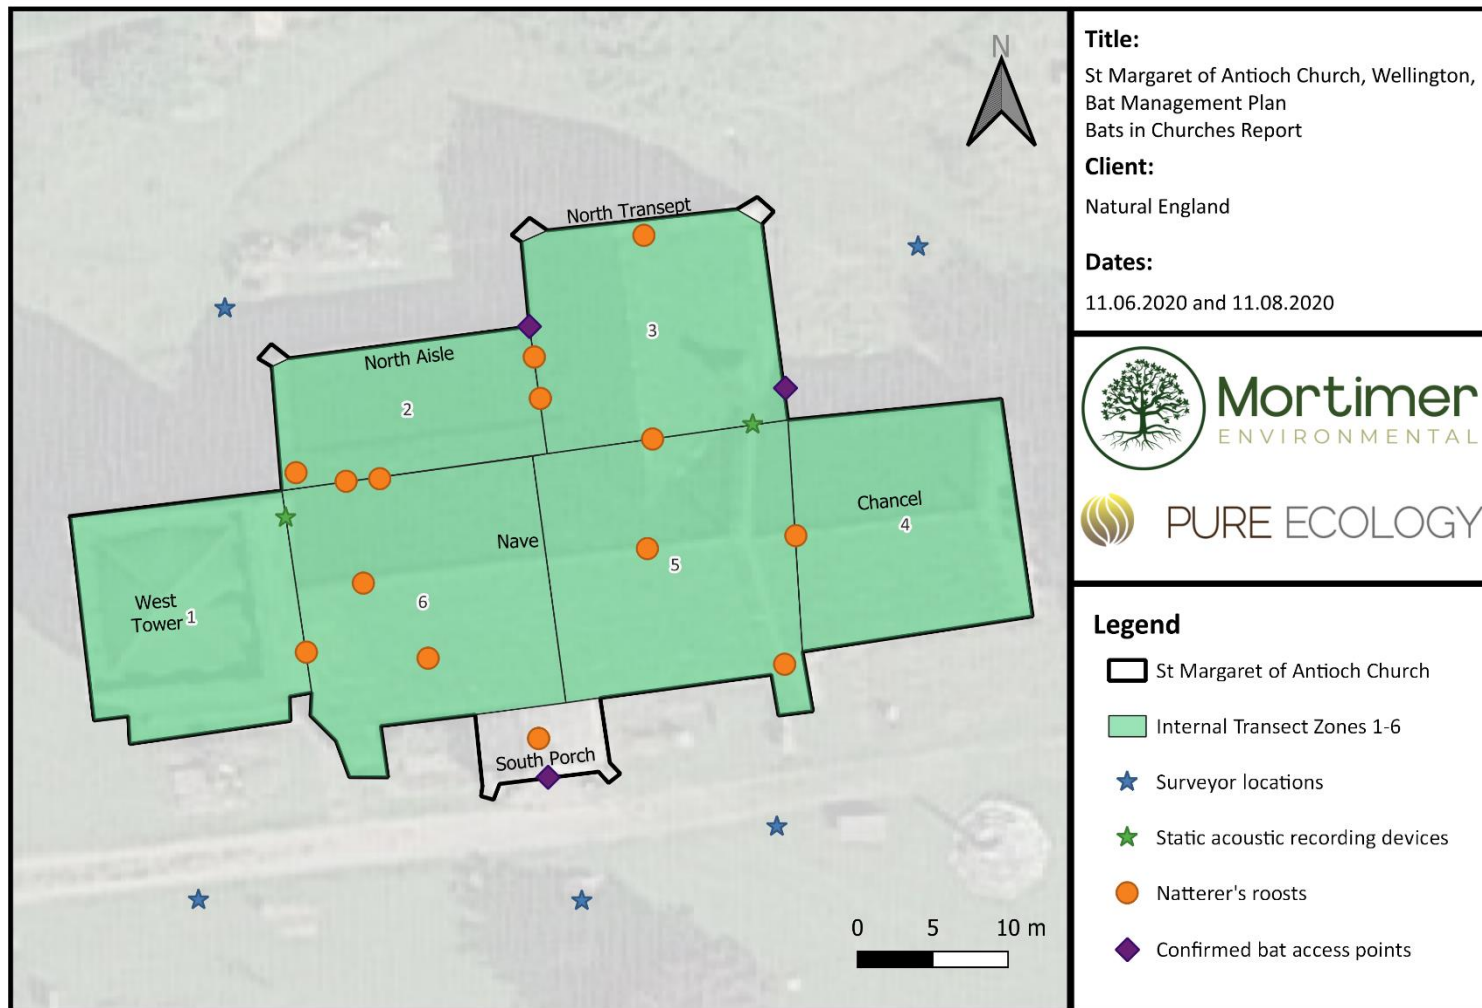 N
North Transept
3
North Aisle
2
Chancel
4
Nave
5
West
Tower 1
6
South Porch
0 5 10 m
Title:
St Margaret of Antioch Church, Wellington,
Bat Management Plan
Bats in Churches Report
Client:
Natural England
Dates:
11.06.2020 and 11.08.2020
Mortimer
ENVIRONMENTAL
PURE ECOLOGY
Legend
St Margaret of Antioch Church
Internal Transect Zones 1-6
Surveyor locations
Static acoustic recording devices
Natterer's roosts
Confirmed bat access points